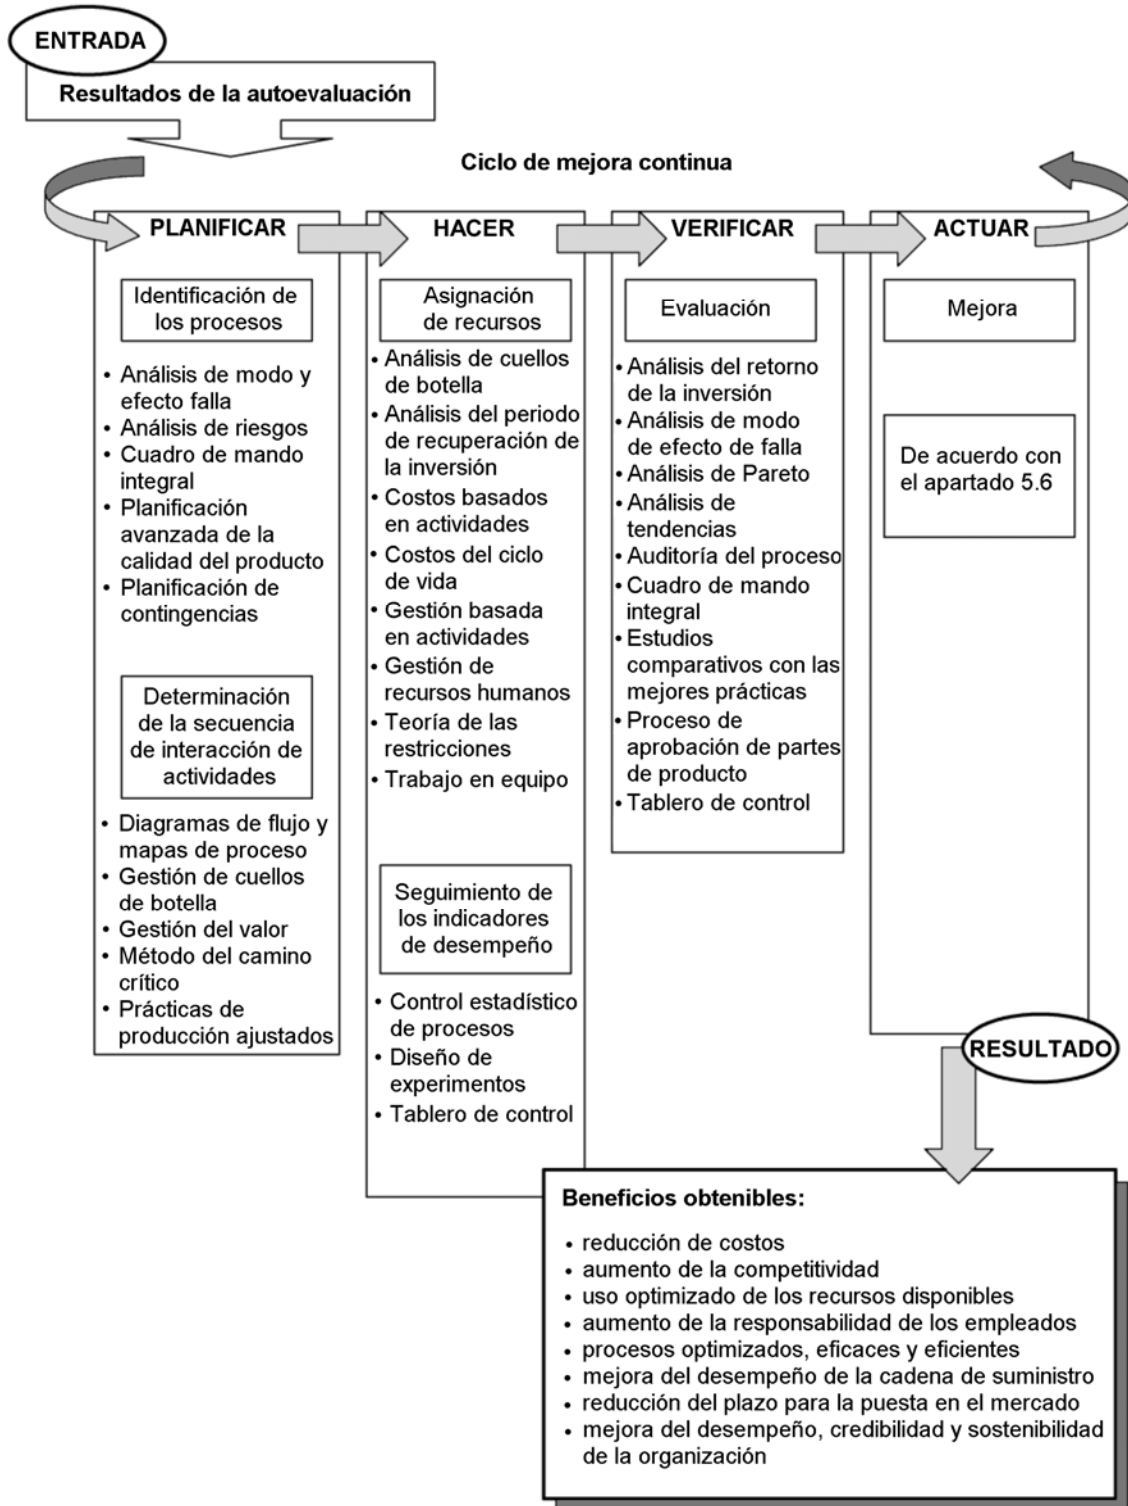 ENTRADA
Resultados de la autoevaluación
Ciclo de mejora continua
PLANIFICAR
Identificación de
los procesos
• Análisis de modo y
efecto falla
• Análisis de riesgos
• Cuadro de mando
integral
• Planificación
avanzada de la
calidad del producto
• Planificación de
contingencias
Determinación
de la secuencia
de interacción de
actividades
• Diagramas de flujo y
mapas de proceso
• Gestión de cuellos
de botella
• Gestión del valor
• Método del camino
crítico
• Prácticas de
producción ajustados
HACER
Asignación
de recursos
• Análisis de cuellos
de botella
• Análisis del periodo
de recuperación de
la inversión
• Costos basados
en actividades
• Costos del ciclo
de vida
• Gestión basada
en actividades
• Gestión de
recursos humanos
• Teoría de las
restricciones
• Trabajo en equipo
Seguimiento de
los indicadores
de desempeño
• Control estadístico
de procesos
• Diseño de
experimentos
• Tablero de control
VERIFICAR
Evaluación
• Análisis del retorno
de la inversión
• Análisis de modo
de efecto de falla
• Análisis de Pareto
• Análisis de
tendencias
• Auditoría del proceso
• Cuadro de mando
integral
• Estudios
comparativos con las
mejores prácticas
• Proceso de
aprobación de partes
de producto
• Tablero de control
ACTUAR
Mejora
De acuerdo con
el apartado 5.6
RESULTADO
Beneficios obtenibles:
• reducción de costos
• aumento de la competitividad
• uso optimizado de los recursos disponibles
• aumento de la responsabilidad de los empleados
• procesos optimizados, eficaces y eficientes
• mejora del desempeño de la cadena de suministro
• reducción del plazo para la puesta en el mercado
• mejora del desempeño, credibilidad y sostenibilidad
de la organización